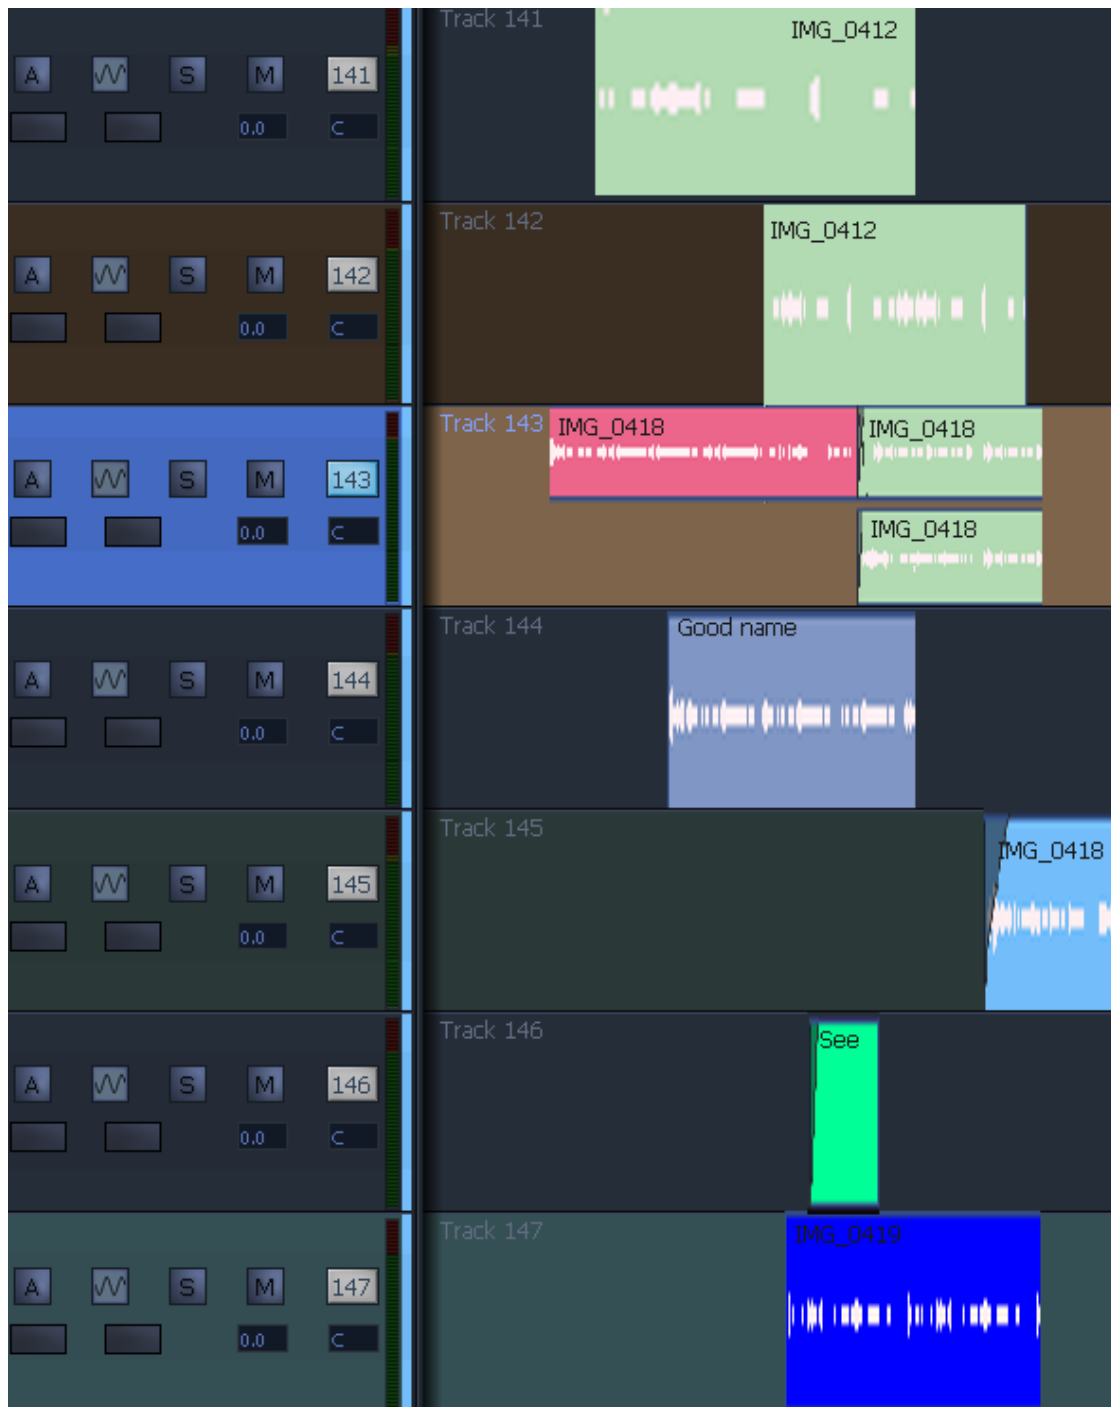 Track 141
IMG_0412
A S M 141
0.0 C
Track 142
IMG_0412
A S M 142
0.0 C
Track 143
IMG_0418
IMG_0418
A S M 143
0.0 C
IMG_0418
Track 144
Good name
A S M 144
0.0 C
Track 145
IMG_0418
A S M 145
0.0 C
Track 146
See
A S M 146
0.0 C
Track 147
IMG_0419
A S M 147
0.0 C